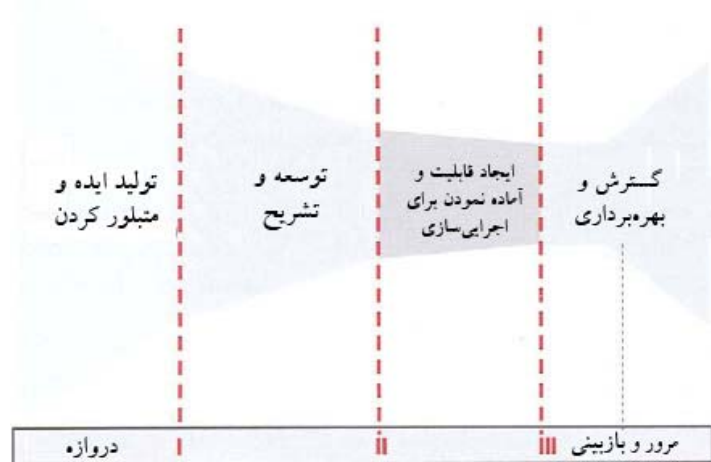 تولید ایده و
متبلور کردن
توسعه و
تشریح
ایجاد قابلیت و
آماده نمودن برای
اجرایی‌سازی
گسترش و
بهره‌برداری
دروازه
I
II
III
مرور و بازبینی